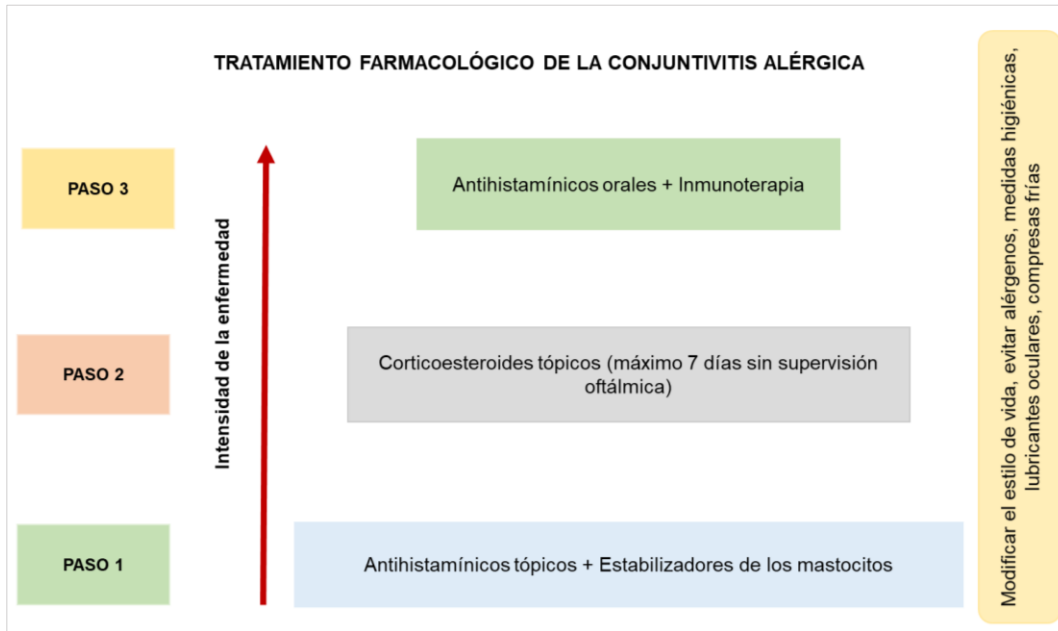 TRATAMIENTO FARMACOLÓGICO DE LA CONJUNTIVITIS ALÉRGICA
PASO 3
Antihistamínicos orales + Inmunoterapia
PASO 2
Corticoesteroides tópicos (máximo 7 días sin supervisión
oftálmica)
PASO 1
Antihistamínicos tópicos + Estabilizadores de los mastocitos
Intensidad de la enfermedad
Modificar el estilo de vida, evitar alérgenos, medidas higiénicas,
lubricantes oculares, compresas frías